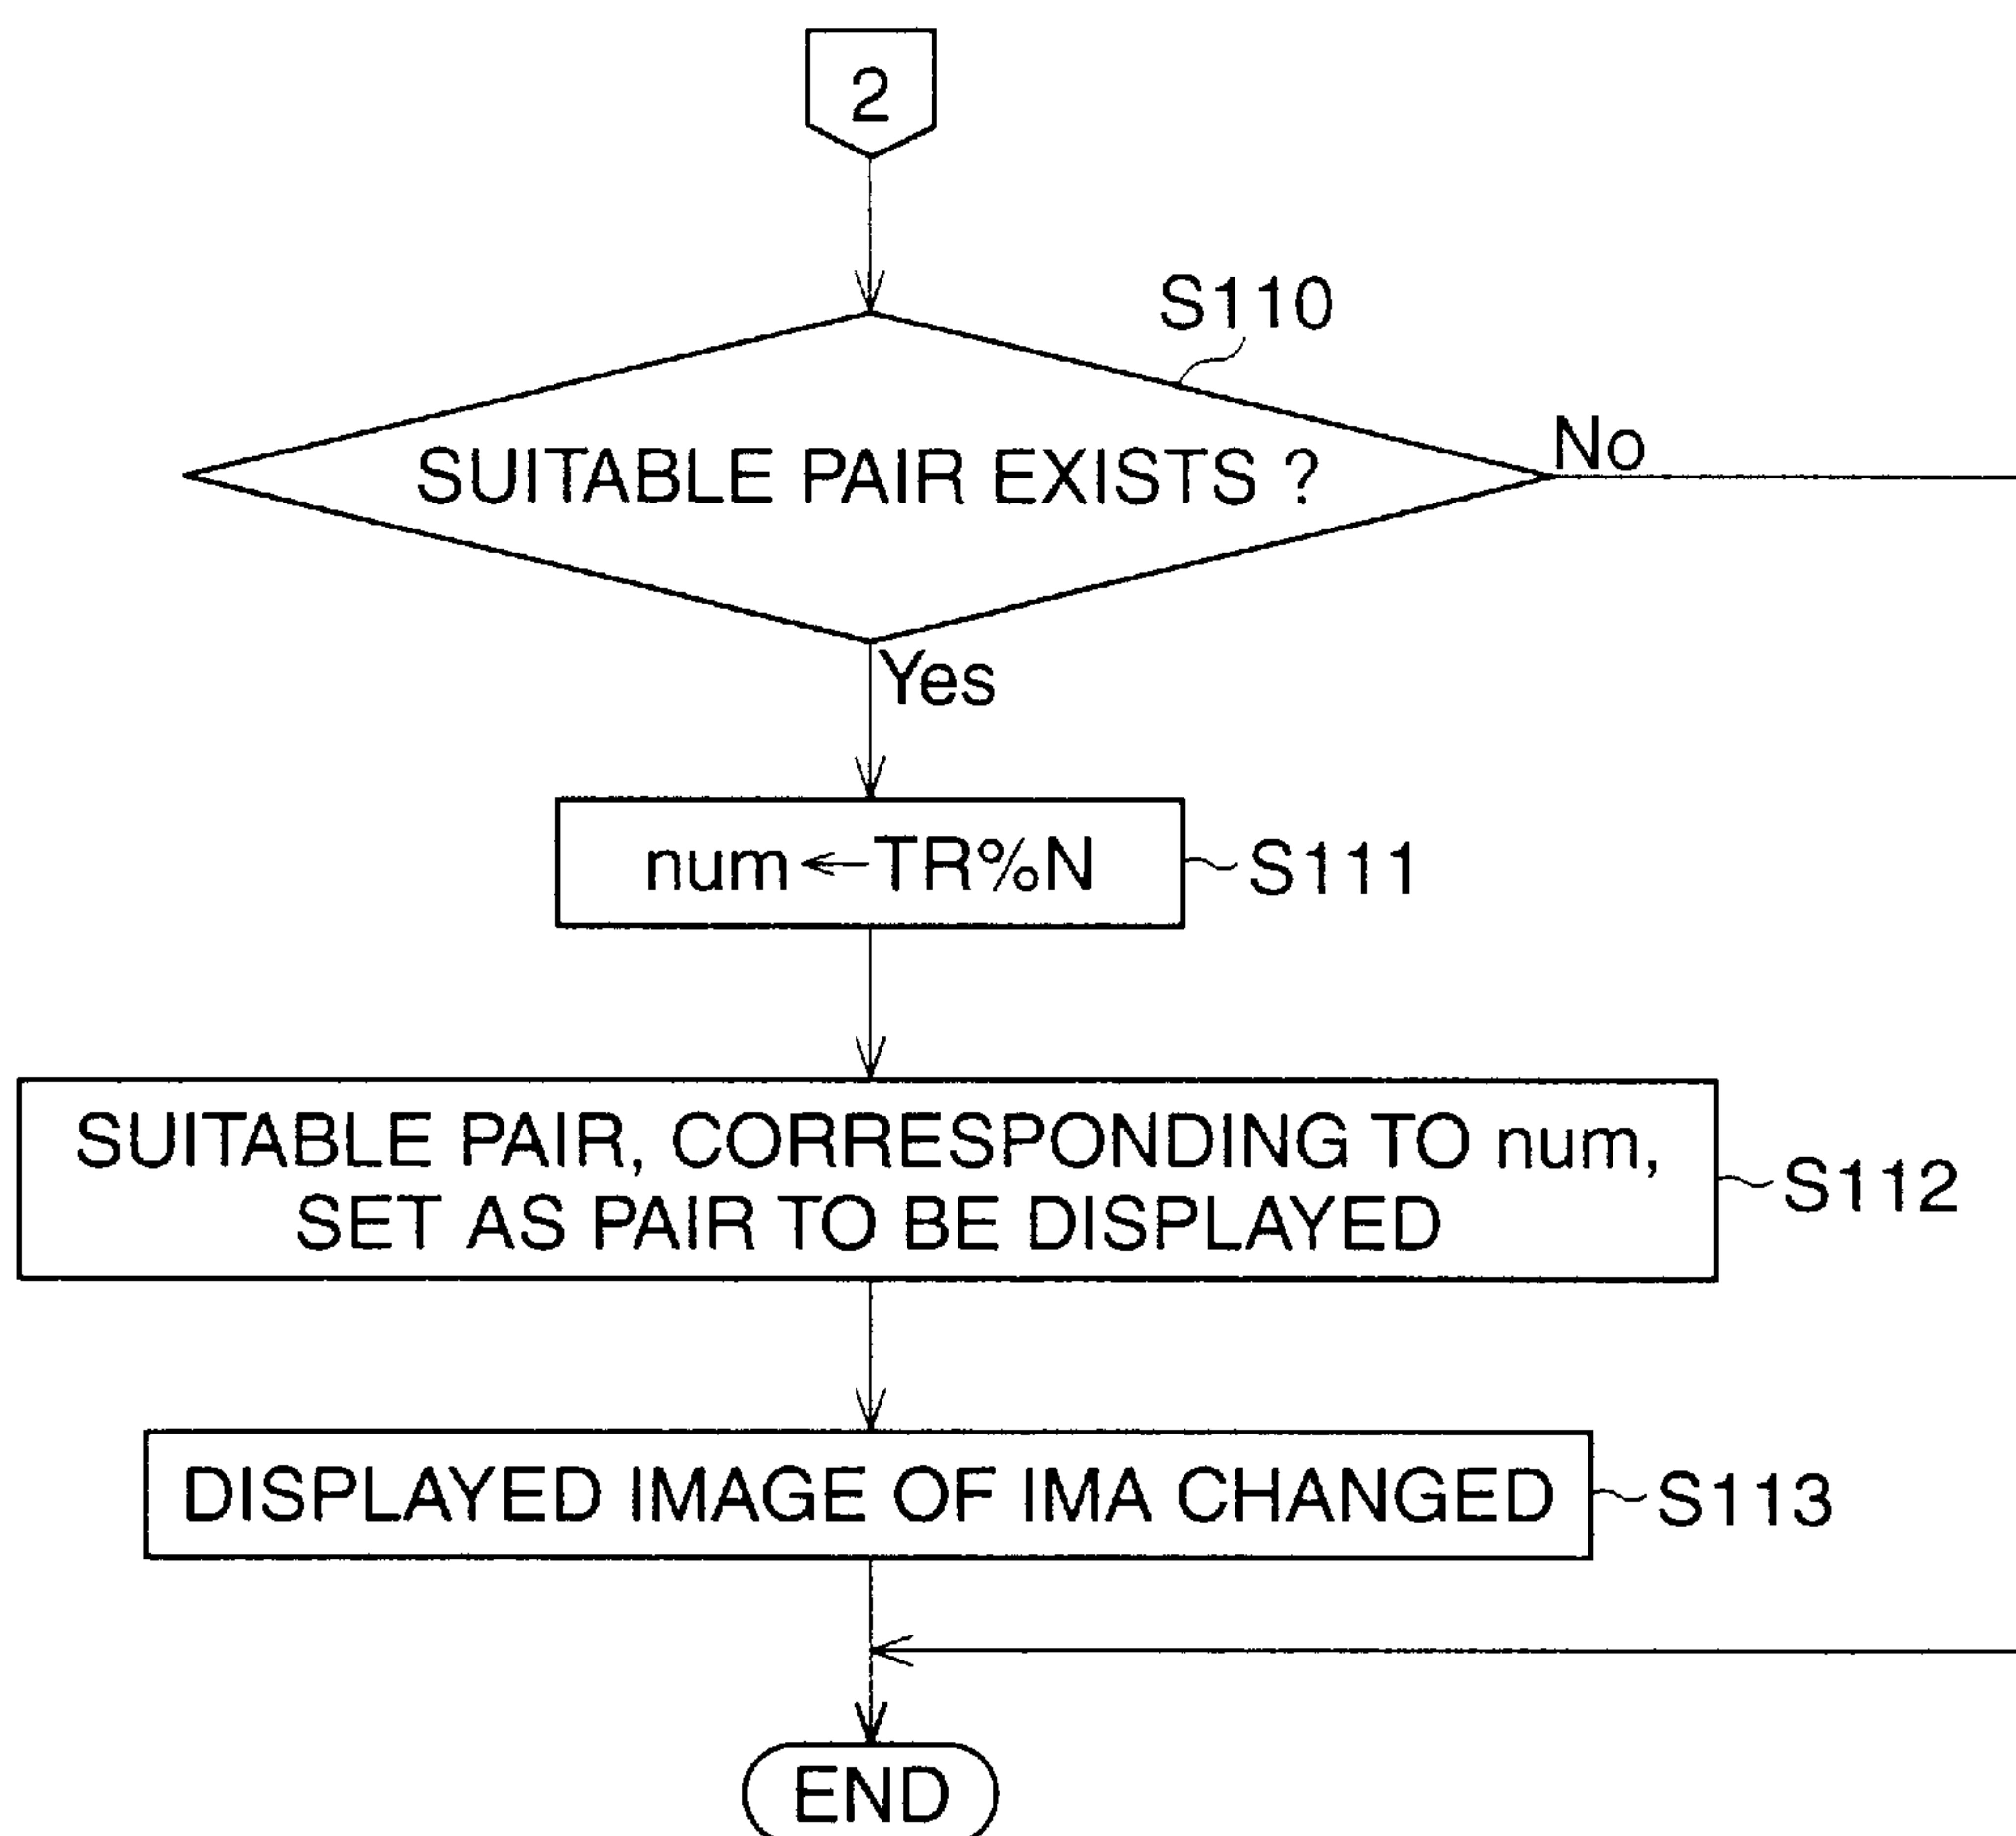 2
S110
SUITABLE PAIR EXISTS ?
No
Yes
num←TR%N
S111
SUITABLE PAIR, CORRESPONDING TO num,
SET AS PAIR TO BE DISPLAYED
S112
DISPLAYED IMAGE OF IMA CHANGED
S113
END